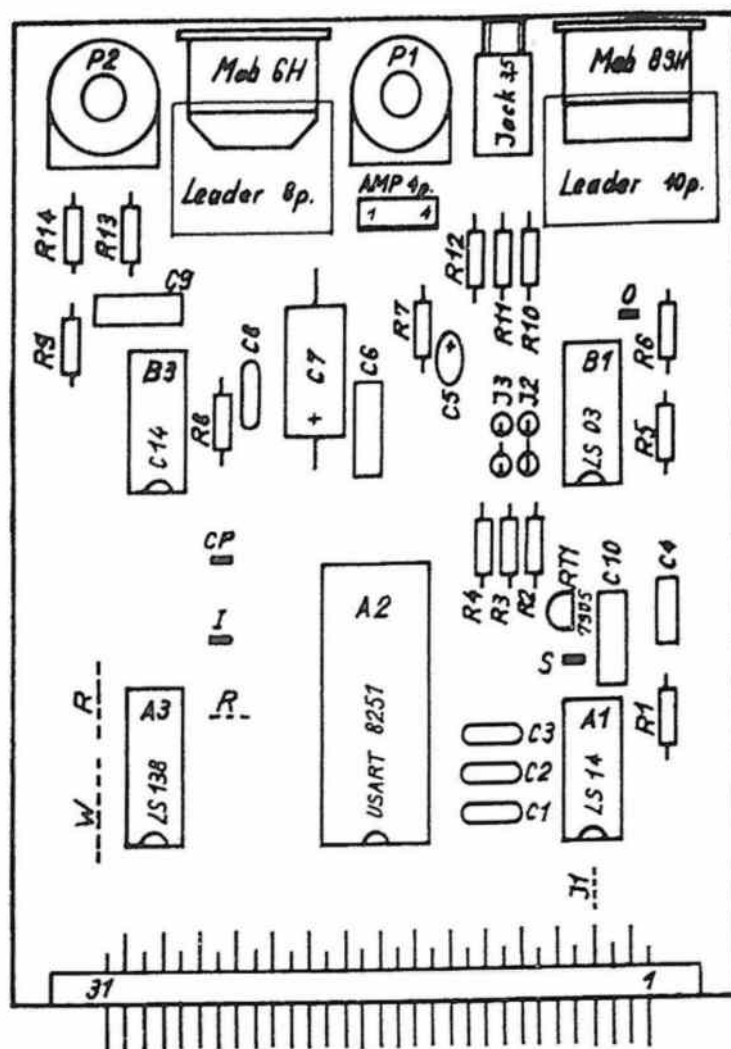 P2
Mab 6H
P1
Jack 3,5
Mab 8SH
Leader 8p.
AMP 4p.
1 4
Leader 10p.
R14
R13
R12
R11
R10
C9
R9
C8
C7
+
C6
R7
+
C5
O
R6
B3
C14
R8
J3
J2
B1
LS 03
R5
CP
I
R
A2
USART 8251
R4
R3
R2
RT1
7905
C10
C4
S
R
W
A3
LS 138
C3
C2
C1
A1
LS 14
R1
J1
31
1